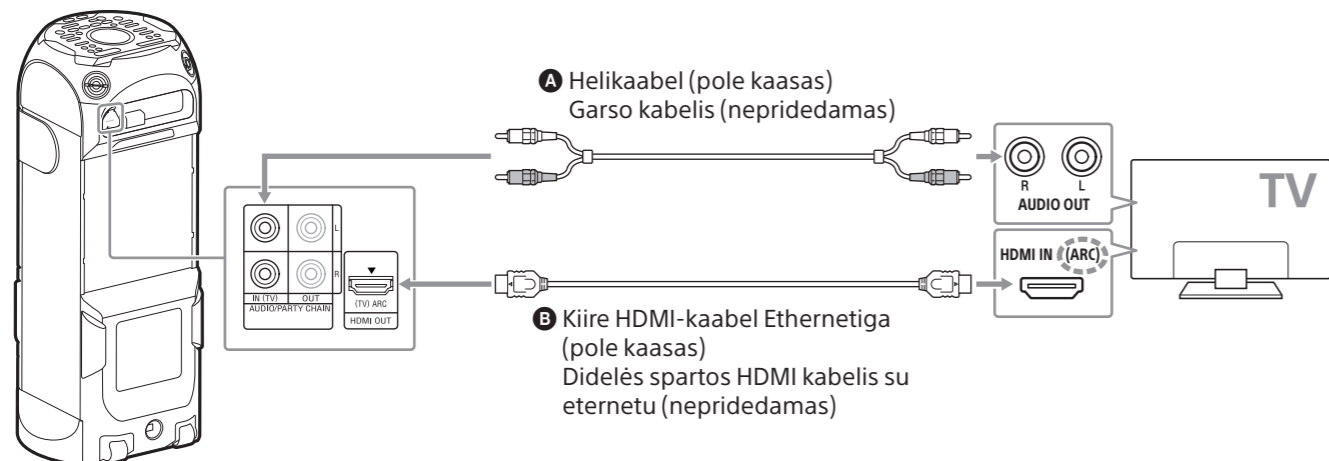 A Helikaabel (pole kaasas)
Garso kabelis (nepridedamas)
R L
AUDIO OUT
TV
HDMI IN (ARC)
L
R
IN (TV) OUT
AUDIO/PARTY CHAIN
(TV) ARC
HDMI OUT
B Kiire HDMI-kaabel Ethernetiga
(pole kaasas)
Didelės spartos HDMI kabelis su
eternetu (nepridedamas)